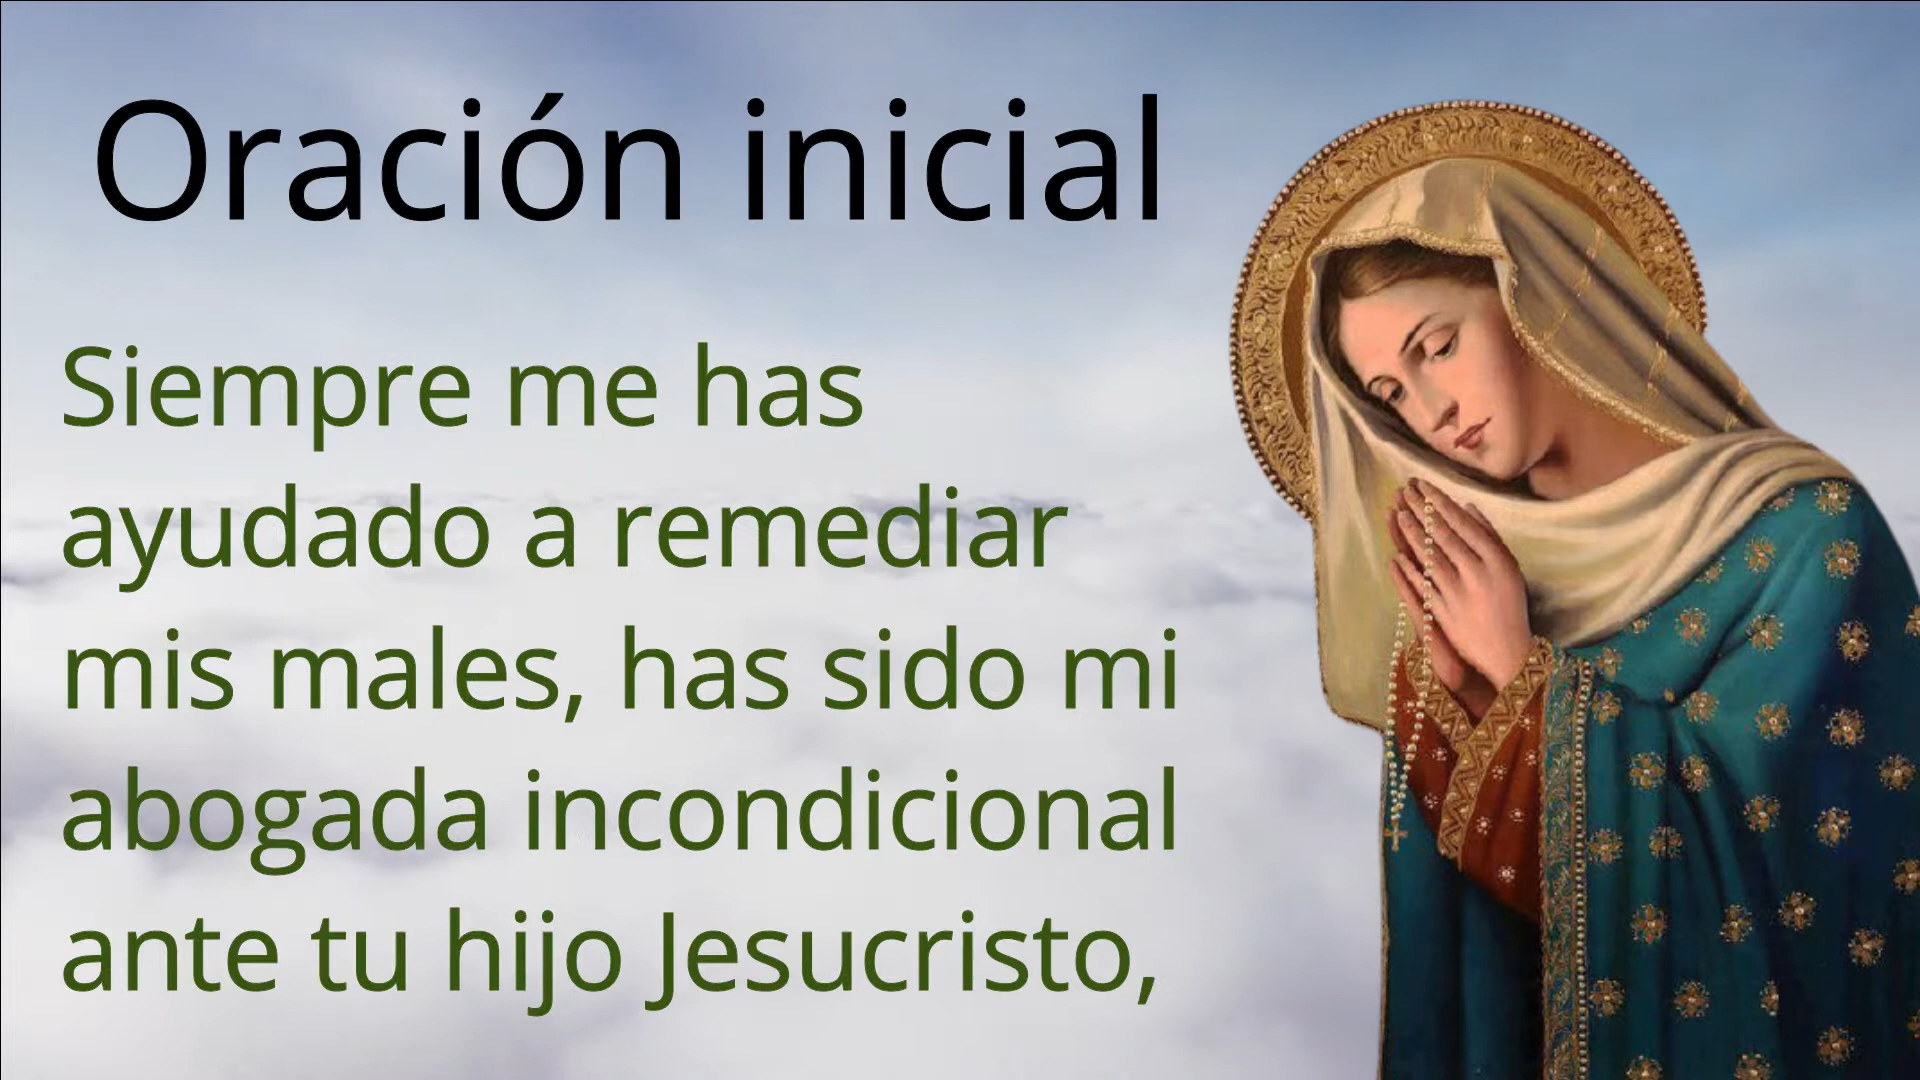 Oración inicial
Siempre me has
ayudado a remediar
mis males, has sido mi
abogada incondicional
ante tu hijo Jesucristo,